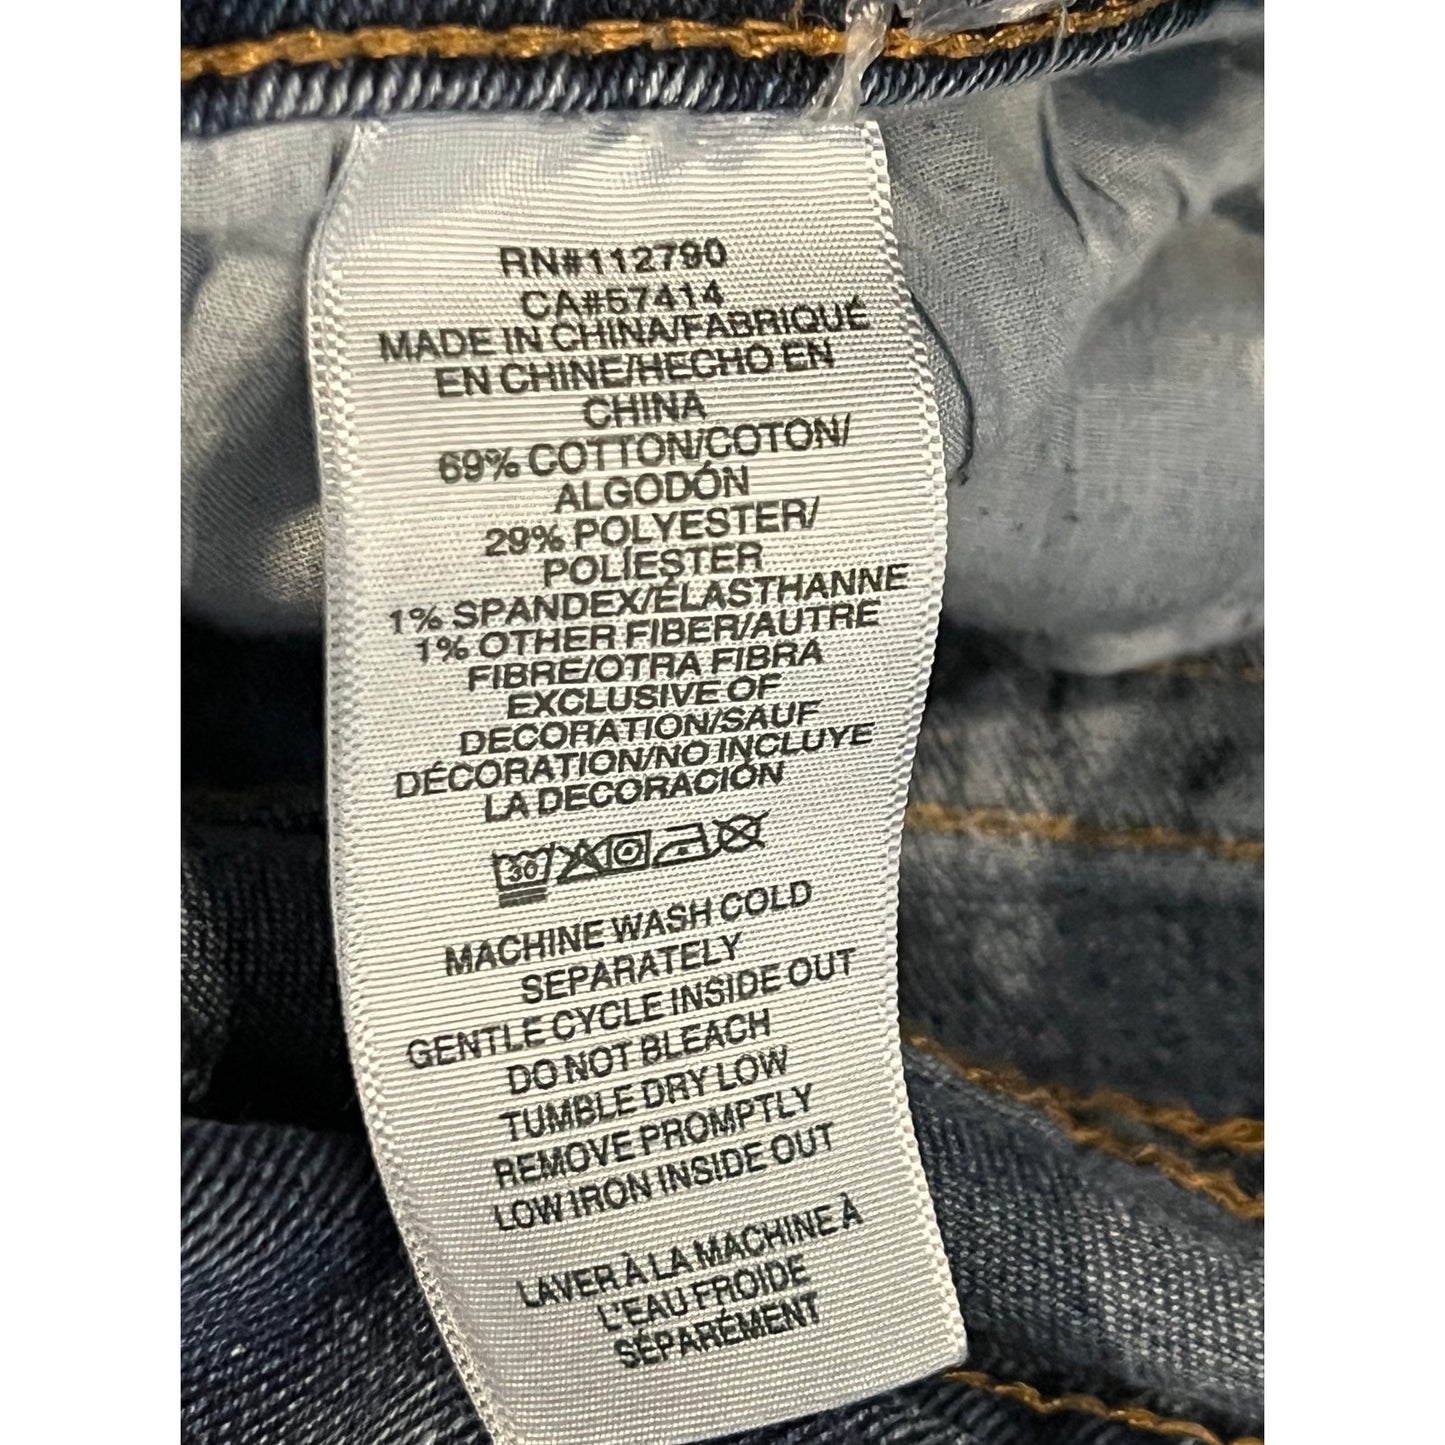 RN#112790
CA#57414
MADE IN CHINA/FABRIQUÉ
EN CHINE/HECHO EN
CHINA
69% COTTON/COTON/
ALGODÓN
29% POLYESTER/
POLÍESTER
1% SPANDEX/ÉLASTHANNE
1% OTHER FIBER/AUTRE
FIBRE/OTRA FIBRA
EXCLUSIVE OF
DECORATION/SAUF
DÉCORATION/NO INCLUYE
LA DECORACIÓN
30
MACHINE WASH COLD
SEPARATELY
GENTLE CYCLE INSIDE OUT
DO NOT BLEACH
TUMBLE DRY LOW
REMOVE PROMPTLY
LOW IRON INSIDE OUT
LAVER À LA MACHINE À
L'EAU FROIDE
SÉPARÉMENT